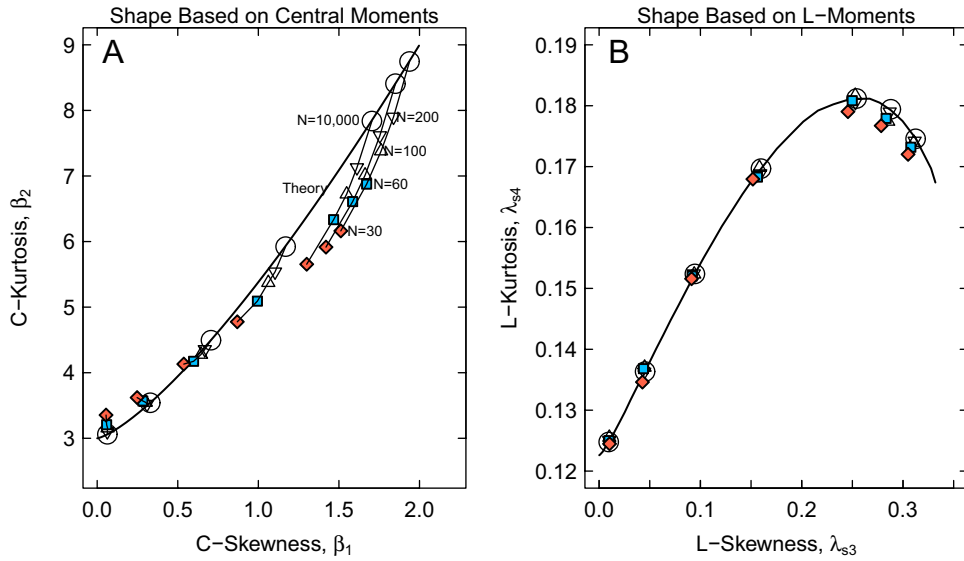 Shape Based on Central Moments
A
9
8
7
6
5
4
3
C−Kurtosis, β2
N=10,000
N=200
N=100
Theory
N=60
N=30
0.0 0.5 1.0 1.5 2.0
C−Skewness, β1
Shape Based on L−Moments
B
0.19
0.18
0.17
0.16
0.15
0.14
0.13
0.12
L−Kurtosis, λs4
0.0 0.1 0.2 0.3
L−Skewness, λs3